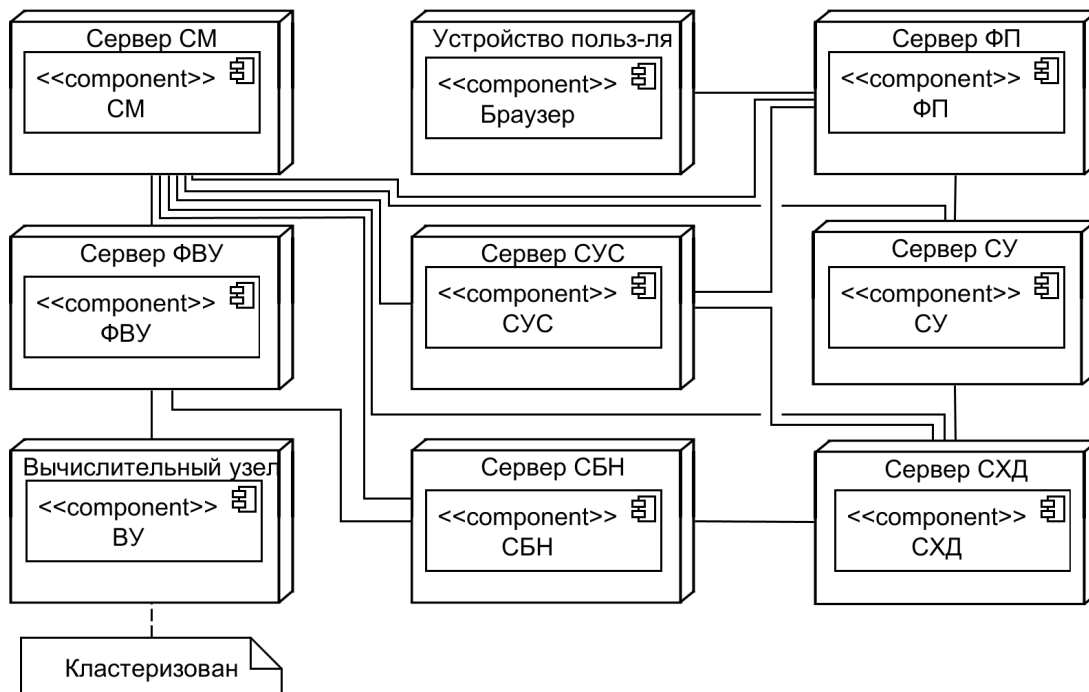 Сервер СМ
<<component>>
СМ
Устройство польз-ля
<<component>>
Браузер
Сервер ФП
<<component>>
ФП
Сервер ФВУ
<<component>>
ФВУ
Сервер СУС
<<component>>
СУС
Сервер СУ
<<component>>
СУ
Вычислительный узел
<<component>>
ВУ
Сервер СБН
<<component>>
СБН
Сервер СХД
<<component>>
СХД
Кластеризован